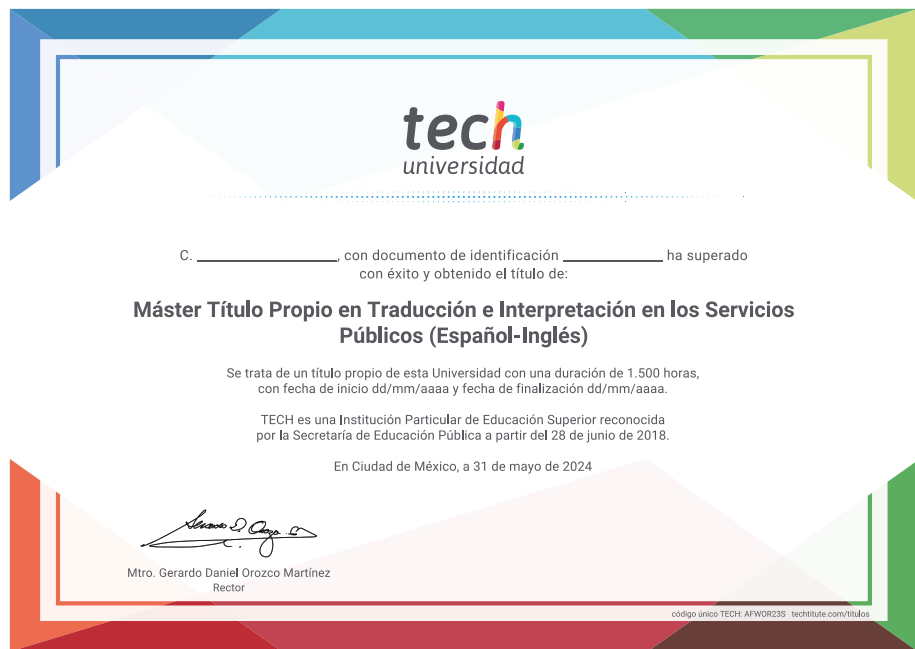 tech
universidad
C. ________________, con documento de identificación ____________ ha superado
con éxito y obtenido el título de:
Máster Título Propio en Traducción e Interpretación en los Servicios
Públicos (Español-Inglés)
Se trata de un título propio de esta Universidad con una duración de 1.500 horas,
con fecha de inicio dd/mm/aaaa y fecha de finalización dd/mm/aaaa.
TECH es una Institución Particular de Educación Superior reconocida
por la Secretaría de Educación Pública a partir del 28 de junio de 2018.
En Ciudad de México, a 31 de mayo de 2024
Mtro. Gerardo Daniel Orozco Martínez
Rector
código único TECH: AFWOR23S techtitute.com/titulos